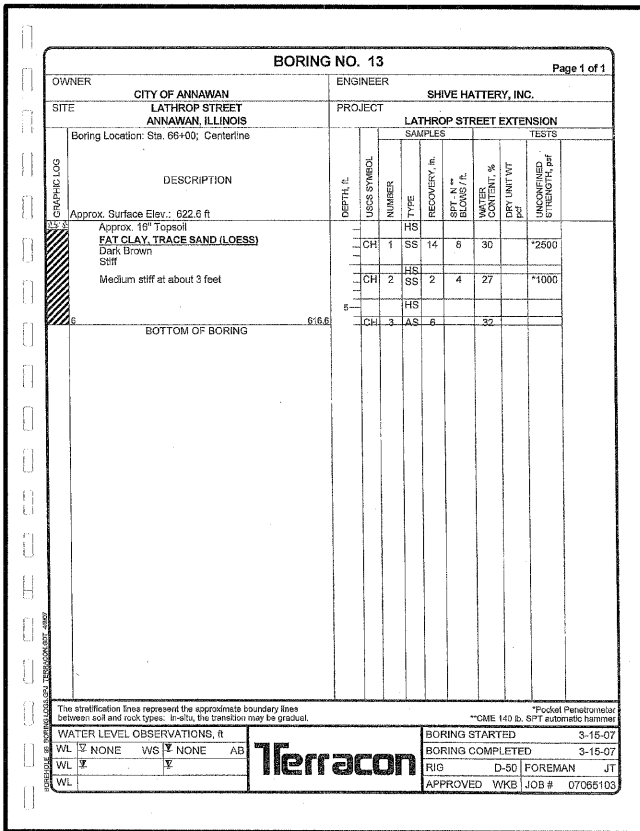 BORING NO. 13
Page 1 of 1
OWNER
CITY OF ANNAWAN
ENGINEER
SHIVE HATTERY, INC.
SITE
LATHROP STREET
ANNAWAN, ILLINOIS
PROJECT
LATHROP STREET EXTENSION
Boring Location: Sta. 66+00; Centerline
SAMPLES
TESTS
GRAPHIC LOG
DESCRIPTION
DEPTH, ft.
USCS SYMBOL
NUMBER
TYPE
RECOVERY, in.
SPT - N **
BLOWS / ft.
WATER
CONTENT, %
DRY UNIT WT
pcf
UNCONFINED
STRENGTH, psf
Approx. Surface Elev.: 622.6 ft
Approx. 16" Topsoil
HS
FAT CLAY, TRACE SAND (LOESS)
CH 1 SS 14 8 30 *2500
Dark Brown
Stiff
HS
Medium stiff at about 3 feet
CH 2 SS 2 4 27 *1000
5
HS
6 616.6
CH 3 AS 6 32
BOTTOM OF BORING
BOREHOLE 99 BORING LOGS.GPJ TERRACON.GDT
The stratification lines represent the approximate boundary lines
between soil and rock types: in-situ, the transition may be gradual.
*Pocket Penetrometer
**CME 140 lb. SPT automatic hammer
WATER LEVEL OBSERVATIONS, ft
WL NONE WS NONE AB
WL
WL
Terracon
BORING STARTED 3-15-07
BORING COMPLETED 3-15-07
RIG D-50 FOREMAN JT
APPROVED WKB JOB # 07065103